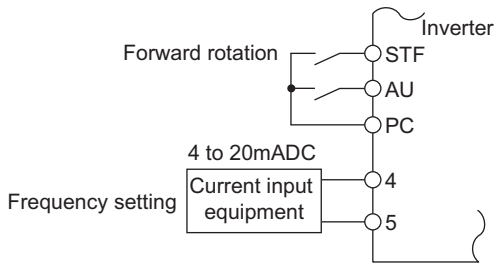 Inverter
Forward rotation
STF
AU
PC
4 to 20mADC
Frequency setting
Current input
equipment
4
5